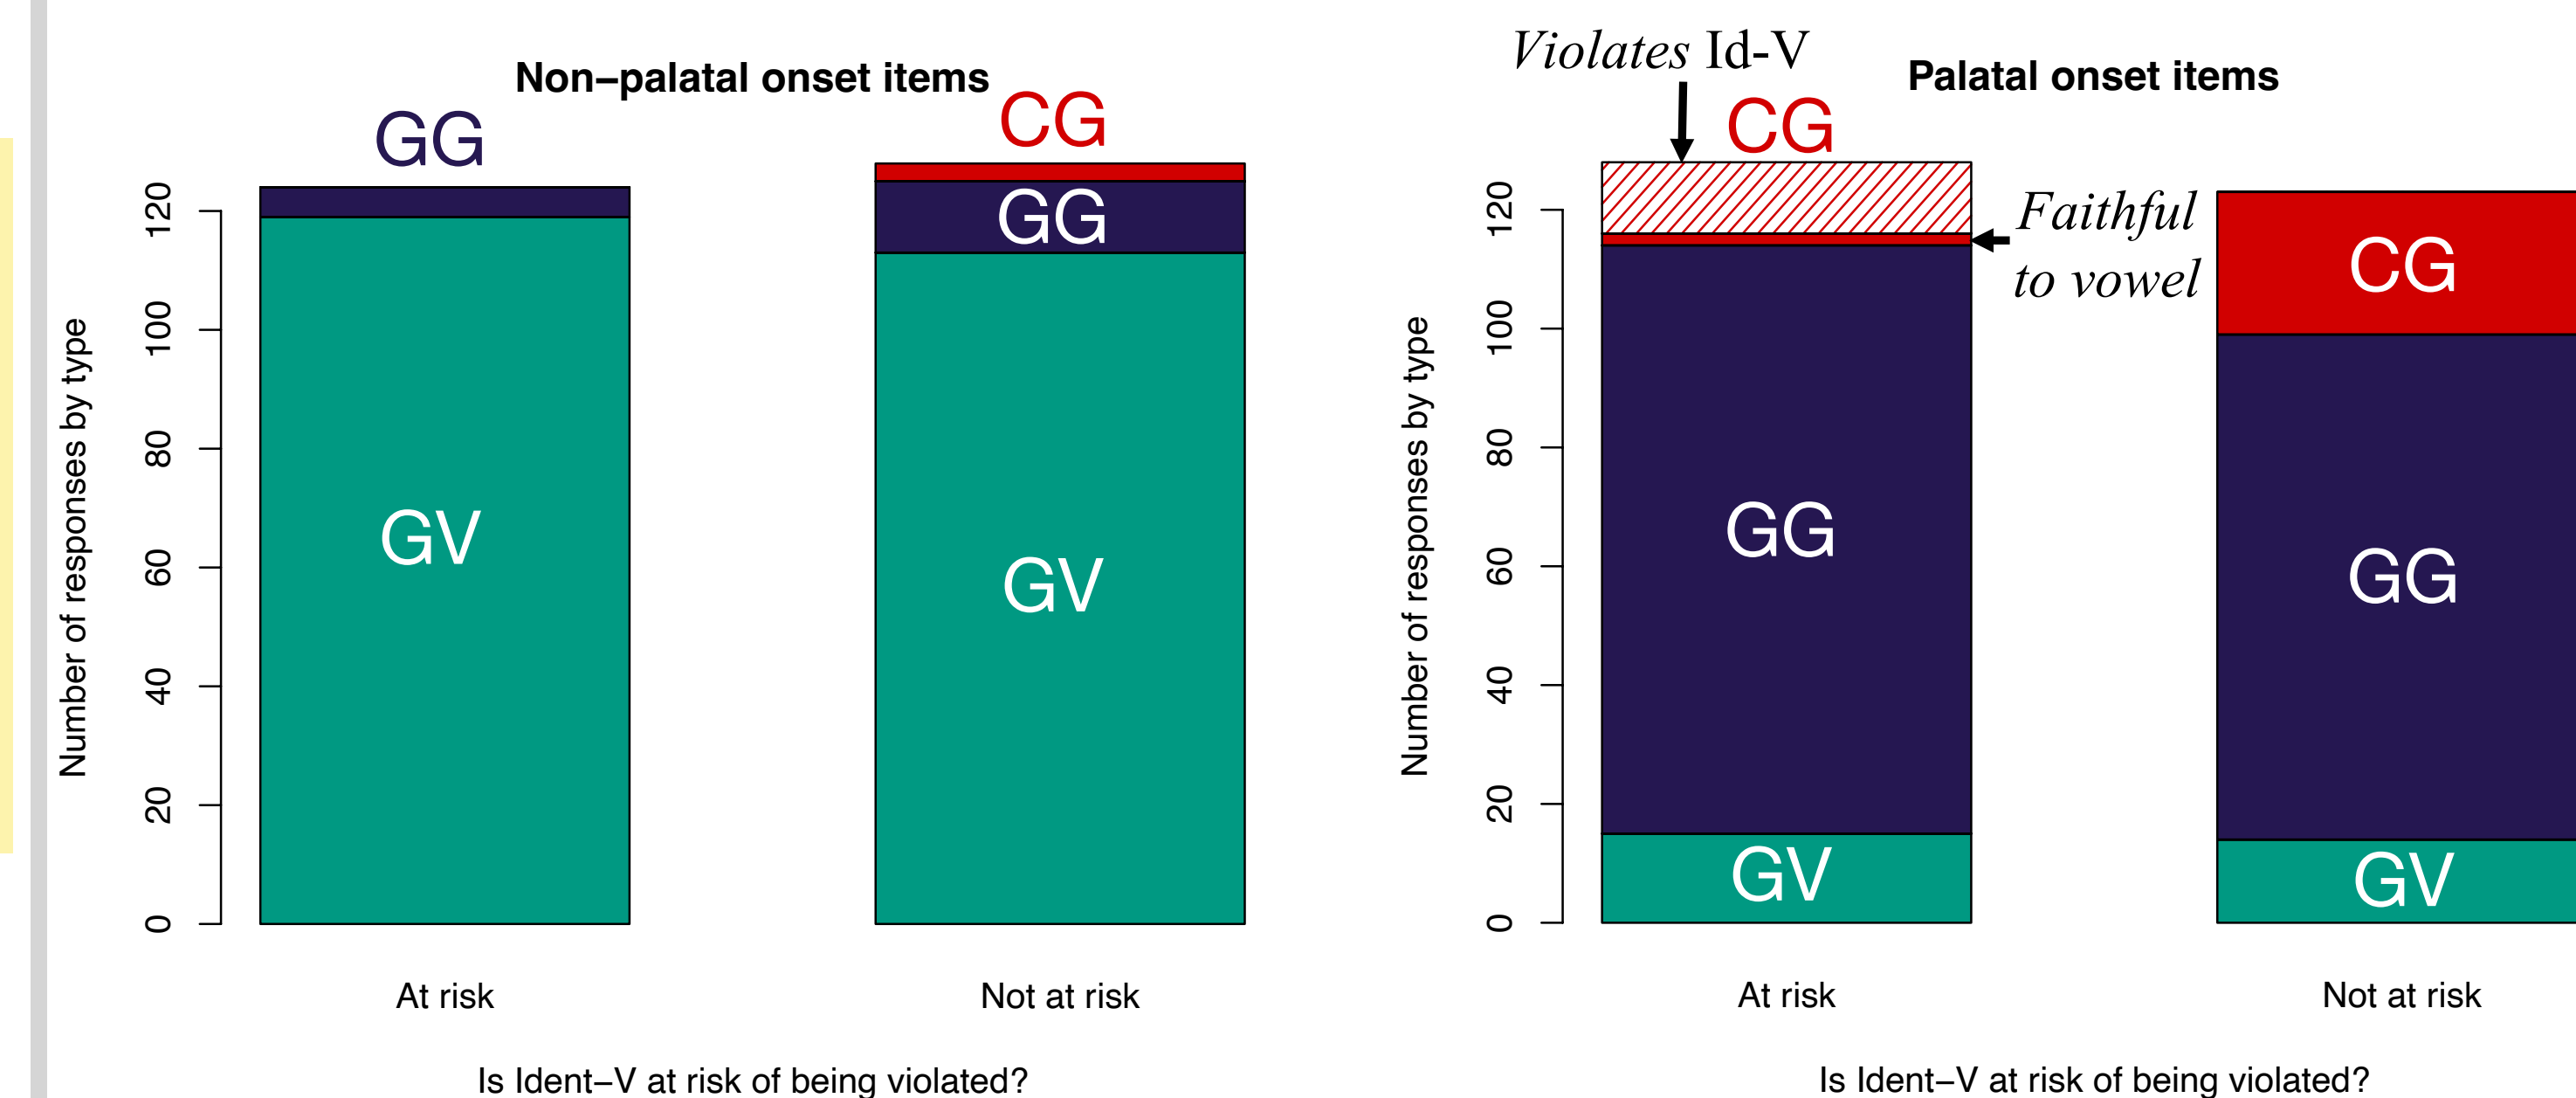 Non–palatal onset items
GG
CG
GG
GV
GV
Number of responses by type
120
100
80
60
40
20
0
At risk
Not at risk
Is Ident–V at risk of being violated?
Violates Id-V
Palatal onset items
CG
Faithful
to vowel
CG
GG
GG
GV
GV
Number of responses by type
120
100
80
60
40
20
0
At risk
Not at risk
Is Ident–V at risk of being violated?